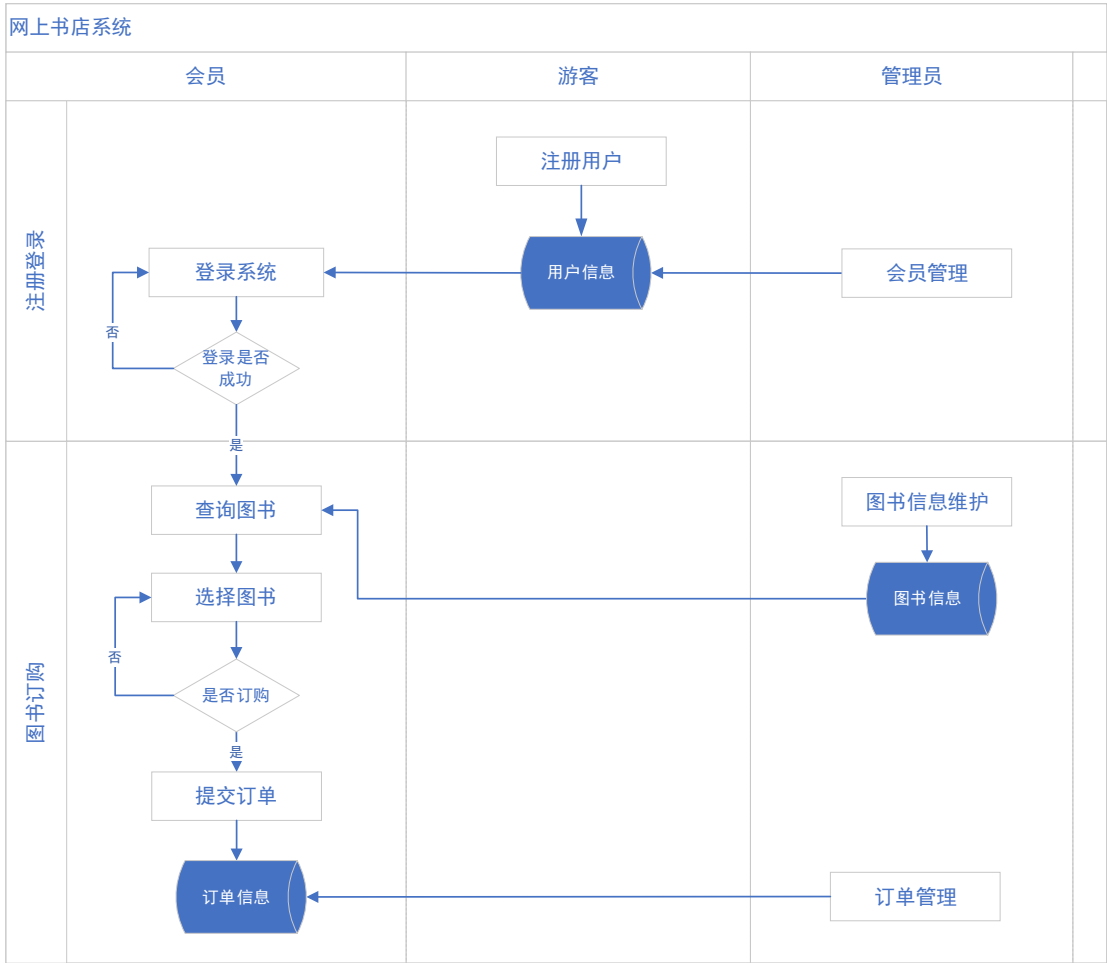 网上书店系统
会员
游客
管理员
注册登录
注册用户
登录系统
用户信息
会员管理
否
登录是否
成功
是
图书订购
查询图书
图书信息维护
选择图书
图书信息
否
是否订购
是
提交订单
订单信息
订单管理